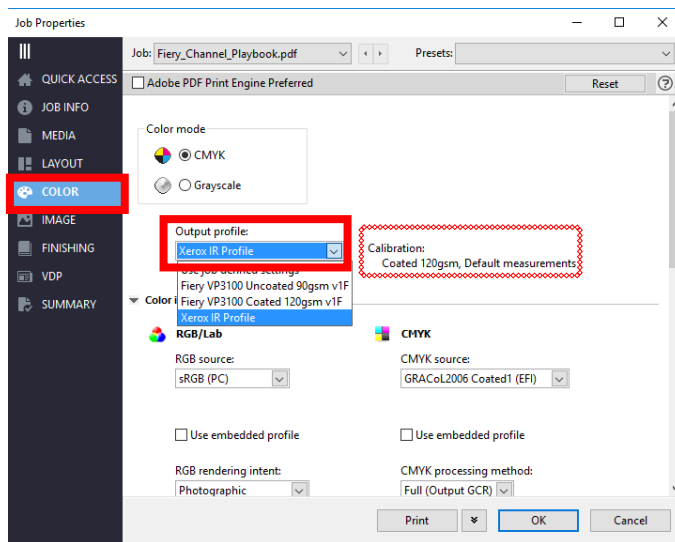 Job Properties
Job: Fiery_Channel_Playbook.pdf Presets:
QUICK ACCESS
JOB INFO
MEDIA
LAYOUT
COLOR
IMAGE
FINISHING
VDP
SUMMARY
Adobe PDF Print Engine Preferred Reset
Color mode
CMYK
Grayscale
Output profile:
Xerox IR Profile
Use job defined settings
Fiery VP3100 Uncoated 90gsm v1F
Fiery VP3100 Coated 120gsm v1F
Xerox IR Profile
Calibration:
Coated 120gsm, Default measurements
Color i
RGB/Lab CMYK
RGB source: CMYK source:
sRGB (PC) GRACoL2006 Coated1 (EFI)
Use embedded profile Use embedded profile
RGB rendering intent: CMYK processing method:
Photographic Full (Output GCR)
Print OK Cancel